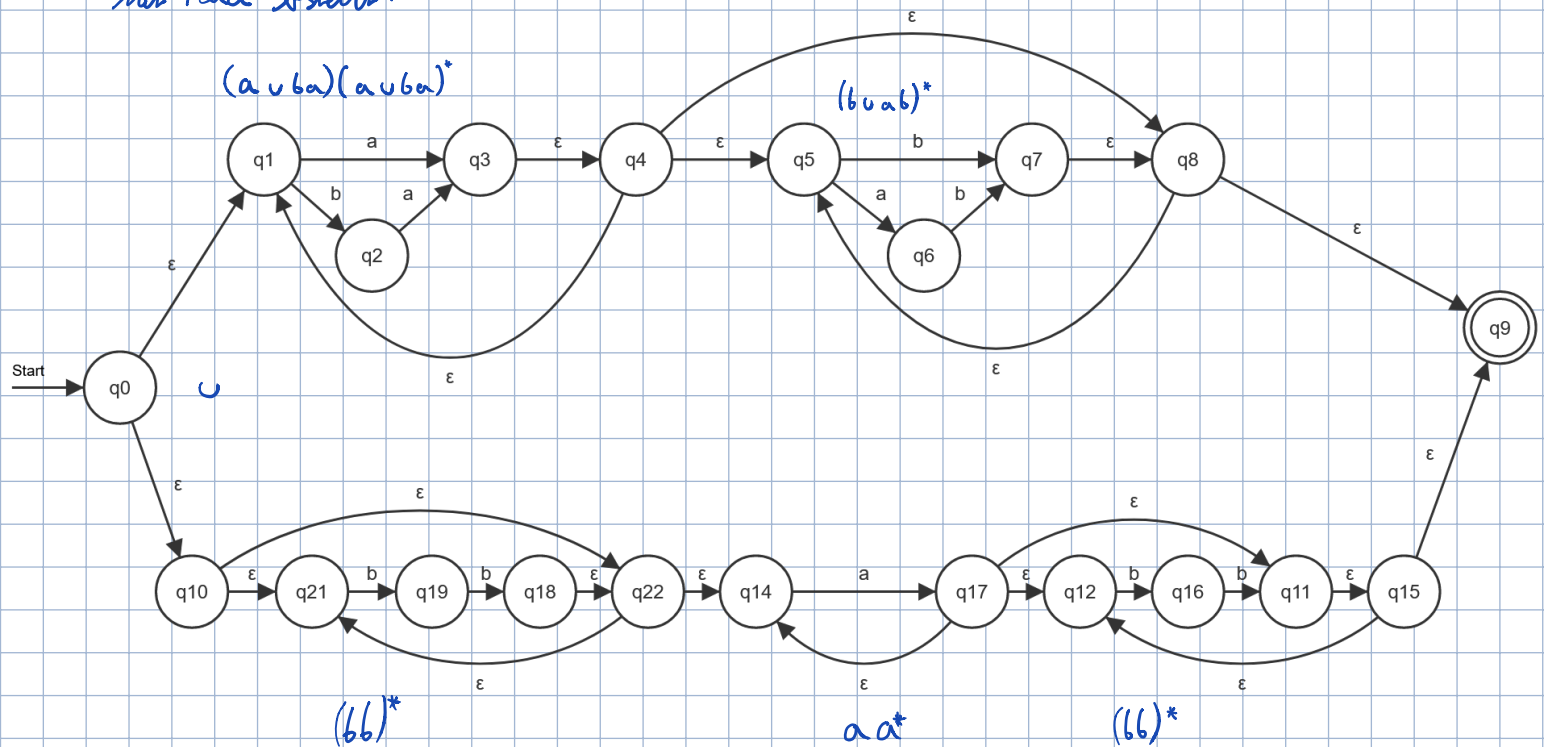 ε
(a ∪ ba)(a ∪ ba)*
(b ∪ ab)*
q1 a q3 ε q4 ε q5 b q7 ε q8
b a a b ε
q2 q6
ε
q9
Start
ε ε
q0 ∪
ε
ε
ε ε
q10 ε q21 b q19 b q18 ε q22 ε q14 a q17 ε q12 b q16 b q11 ε q15
ε ε ε
(bb)* aa* (bb)*